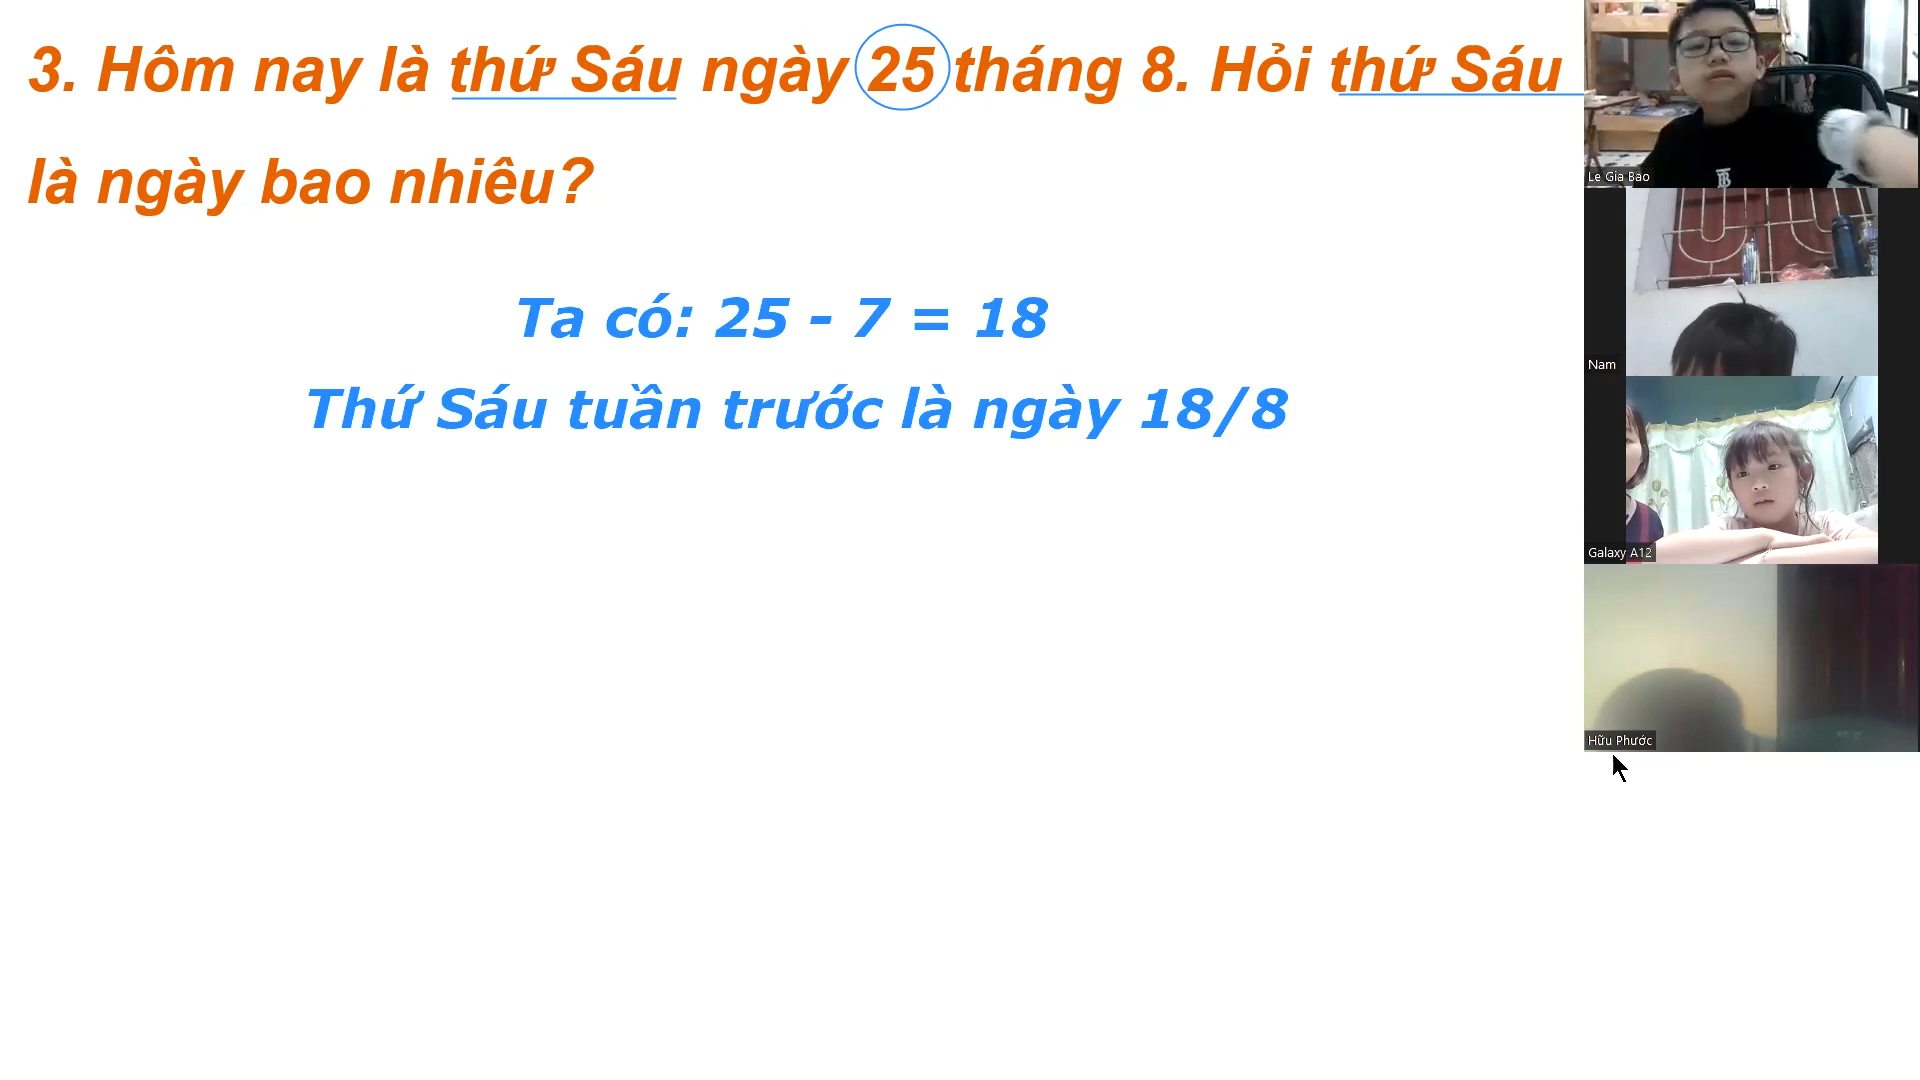 3. Hôm nay là thứ Sáu ngày 25 tháng 8. Hỏi thứ Sáu
là ngày bao nhiêu?
Ta có: 25 - 7 = 18
Thứ Sáu tuần trước là ngày 18/8
Le Gia Bao
Nam
Galaxy A12
Hữu Phước